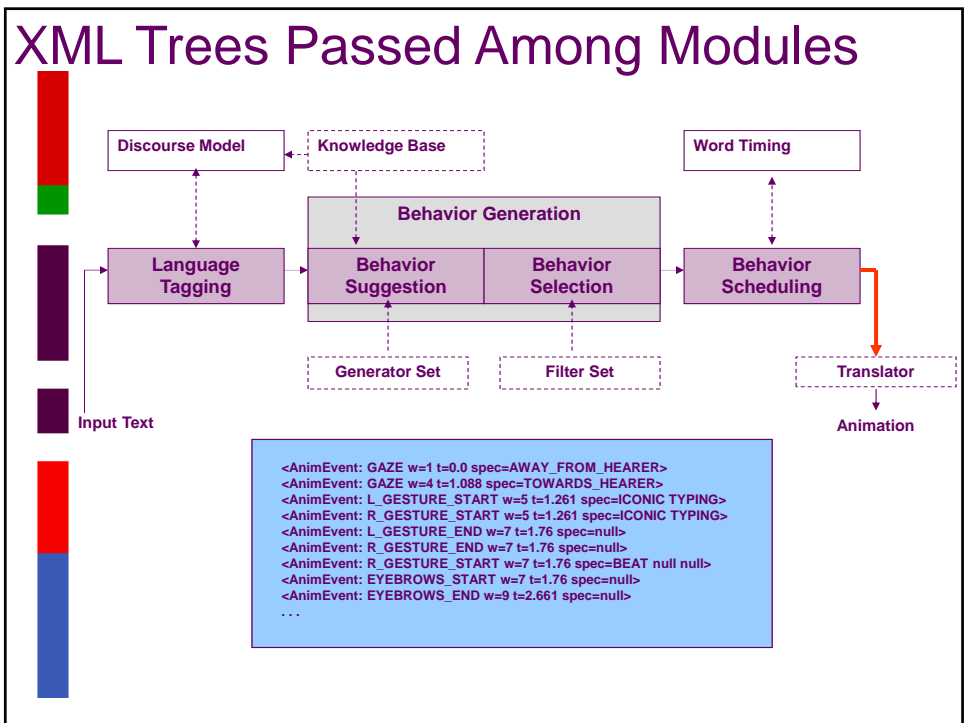 XML Trees Passed Among Modules
Discourse Model
Knowledge Base
Word Timing
Behavior Generation
Language
Tagging
Behavior
Suggestion
Behavior
Selection
Behavior
Scheduling
Generator Set
Filter Set
Translator
Input Text
Animation
<AnimEvent: GAZE w=1 t=0.0 spec=AWAY_FROM_HEARER>
<AnimEvent: GAZE w=4 t=1.088 spec=TOWARDS_HEARER>
<AnimEvent: L_GESTURE_START w=5 t=1.261 spec=ICONIC TYPING>
<AnimEvent: R_GESTURE_START w=5 t=1.261 spec=ICONIC TYPING>
<AnimEvent: L_GESTURE_END w=7 t=1.76 spec=null>
<AnimEvent: R_GESTURE_END w=7 t=1.76 spec=null>
<AnimEvent: R_GESTURE_START w=7 t=1.76 spec=BEAT null null>
<AnimEvent: EYEBROWS_START w=7 t=1.76 spec=null>
<AnimEvent: EYEBROWS_END w=9 t=2.661 spec=null>
. . .